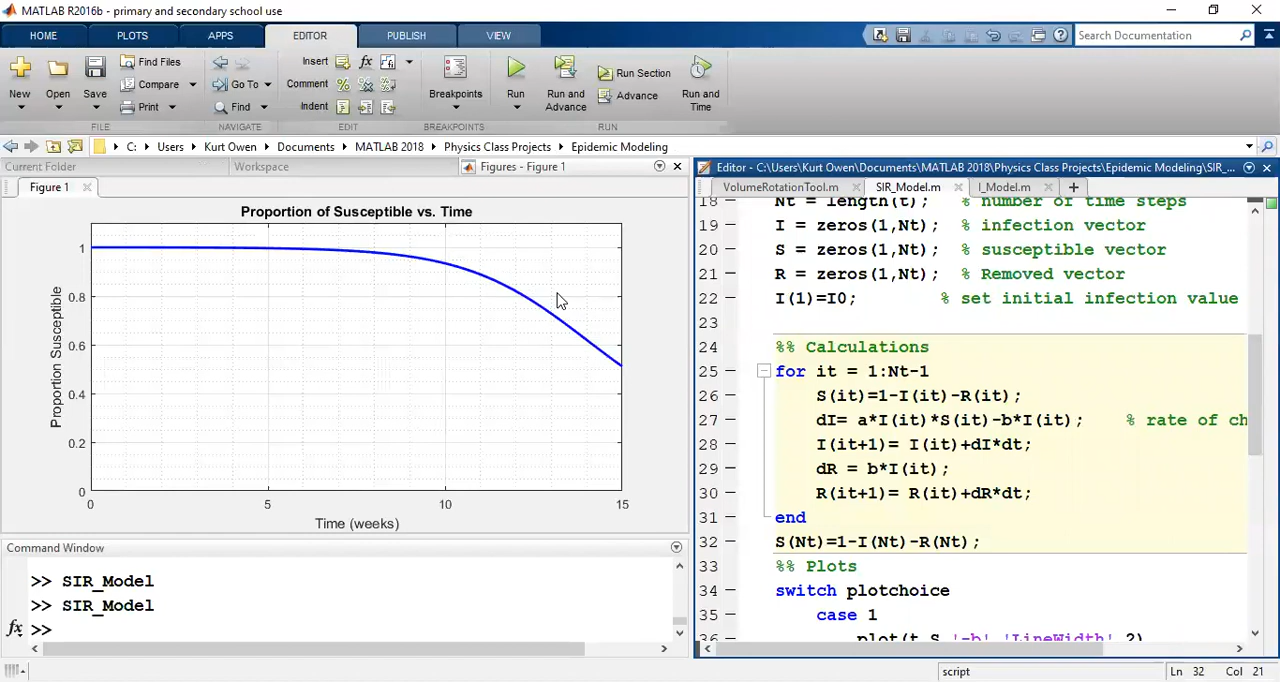 MATLAB R2016b - primary and secondary school use
HOME PLOTS APPS EDITOR PUBLISH VIEW Search Documentation
New Open Save Find Files Compare Print
Go To Find
Insert fx Comment Indent
Breakpoints
Run Run and Advance Run Section Advance Run and Time
FILE NAVIGATE EDIT BREAKPOINTS RUN
C: Users Kurt Owen Documents MATLAB 2018 Physics Class Projects Epidemic Modeling
Current Folder Workspace Figures - Figure 1
Figure 1
Proportion of Susceptible vs. Time
Proportion Susceptible
1
0.8
0.6
0.4
0.2
0
0 5 10 15
Time (weeks)
Command Window
>> SIR_Model
>> SIR_Model
fx >>
Editor - C:\Users\Kurt Owen\Documents\MATLAB 2018\Physics Class Projects\Epidemic Modeling\SIR_...
VolumeRotationTool.m SIR_Model.m I_Model.m
18 Nt = length(t); % number of time steps
19 I = zeros(1,Nt); % infection vector
20 S = zeros(1,Nt); % susceptible vector
21 R = zeros(1,Nt); % Removed vector
22 I(1)=I0; % set initial infection value
23
24 %% Calculations
25 for it = 1:Nt-1
26 S(it)=1-I(it)-R(it);
27 dI= a*I(it)*S(it)-b*I(it); % rate of ch
28 I(it+1)= I(it)+dI*dt;
29 dR = b*I(it);
30 R(it+1)= R(it)+dR*dt;
31 end
32 S(Nt)=1-I(Nt)-R(Nt);
33 %% Plots
34 switch plotchoice
35 case 1
36 plot(t,S,'-b','LineWidth',2)
script Ln 32 Col 21